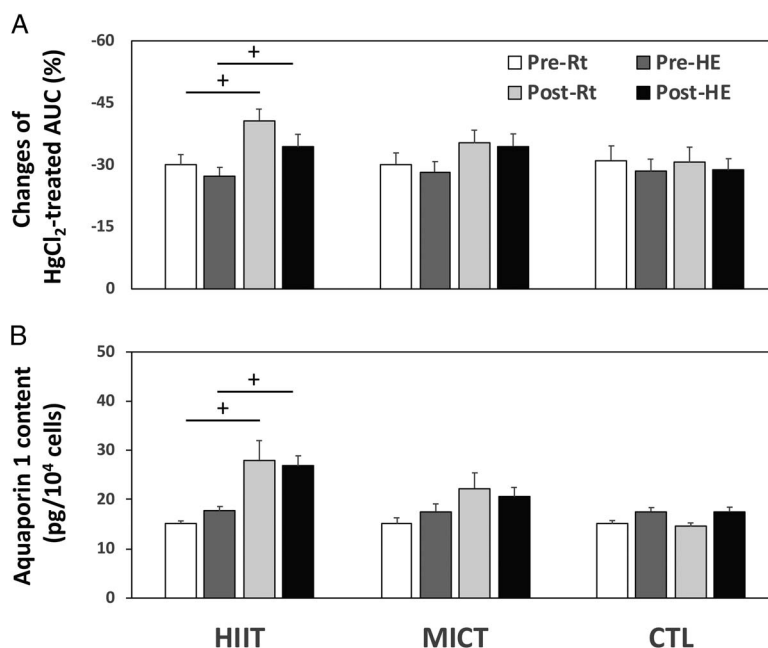 A
Changes of
HgCl₂-treated AUC (%)
-60
-45
-30
-15
0
+
+
Pre-Rt
Pre-HE
Post-Rt
Post-HE
B
Aquaporin 1 content
(pg/10⁴ cells)
50
40
30
20
10
-0
+
+
HIIT
MICT
CTL